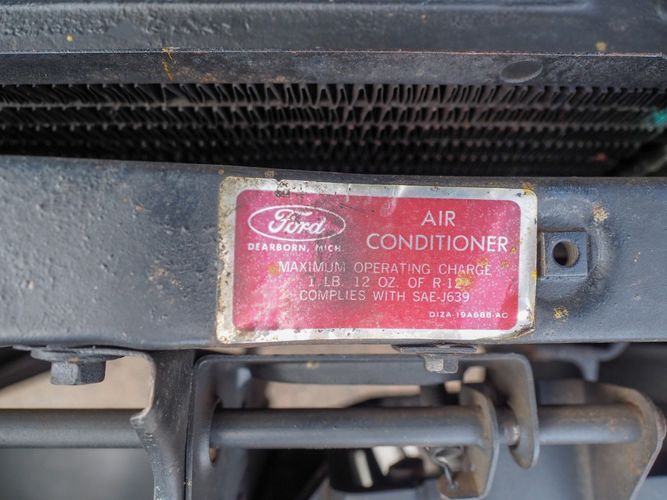 Ford
DEARBORN, MICH.
AIR
CONDITIONER
MAXIMUM OPERATING CHARGE
1 LB. 12 OZ. OF R-12
COMPLIES WITH SAE-J639
D1ZA-19A688-AC